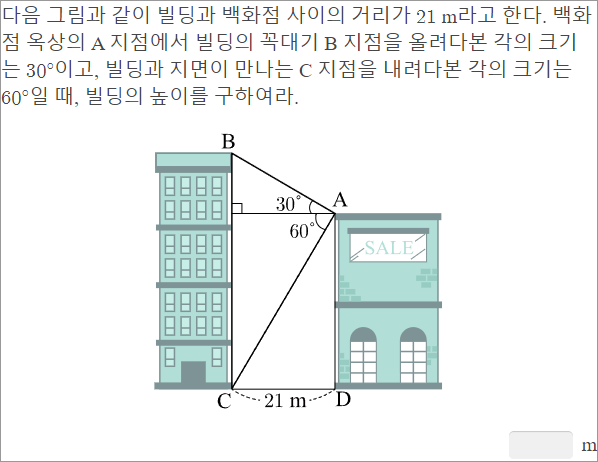 다음 그림과 같이 빌딩과 백화점 사이의 거리가 21 m라고 한다. 백화
점 옥상의 A 지점에서 빌딩의 꼭대기 B 지점을 올려다본 각의 크기
는 30°이고, 빌딩과 지면이 만나는 C 지점을 내려다본 각의 크기는
60°일 때, 빌딩의 높이를 구하여라.
B
A
30°
60°
SALE
C
21 m
D
m